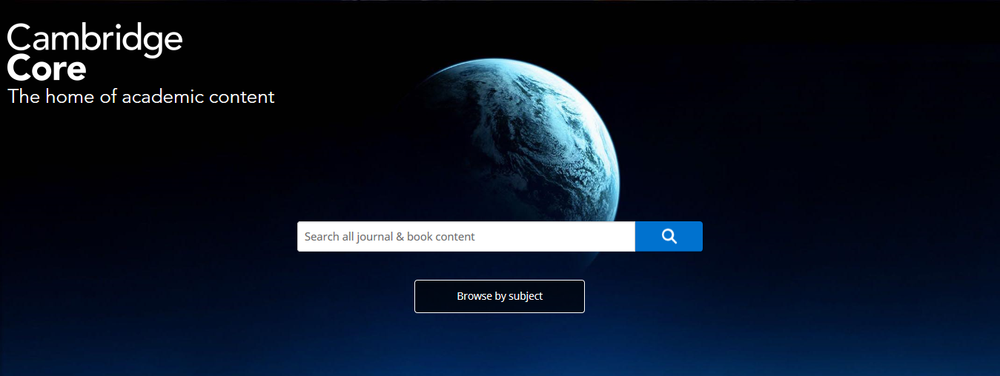 Cambridge
Core
The home of academic content
Search all journal & book content
Browse by subject